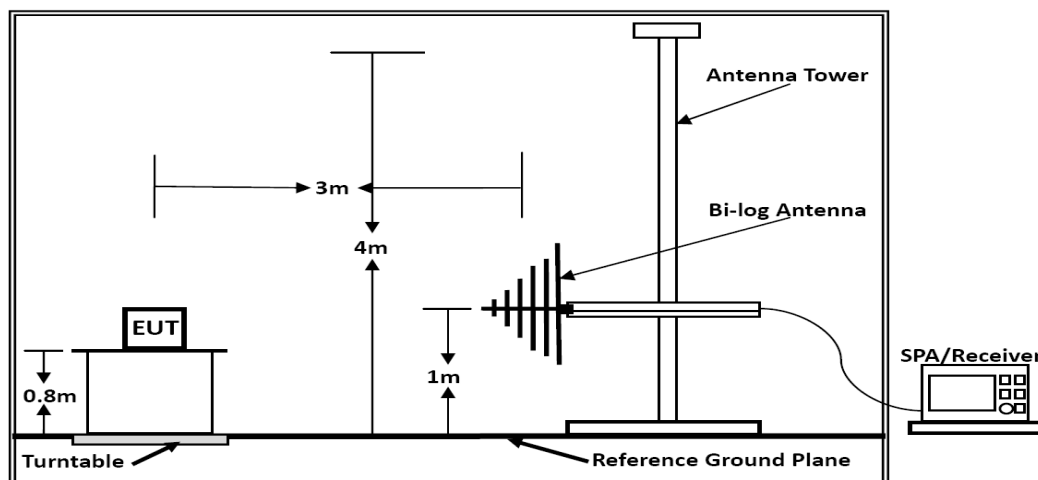 Antenna Tower
3m
Bi-log Antenna
4m
EUT
SPA/Receiver
1m
0.8m
Turntable
Reference Ground Plane